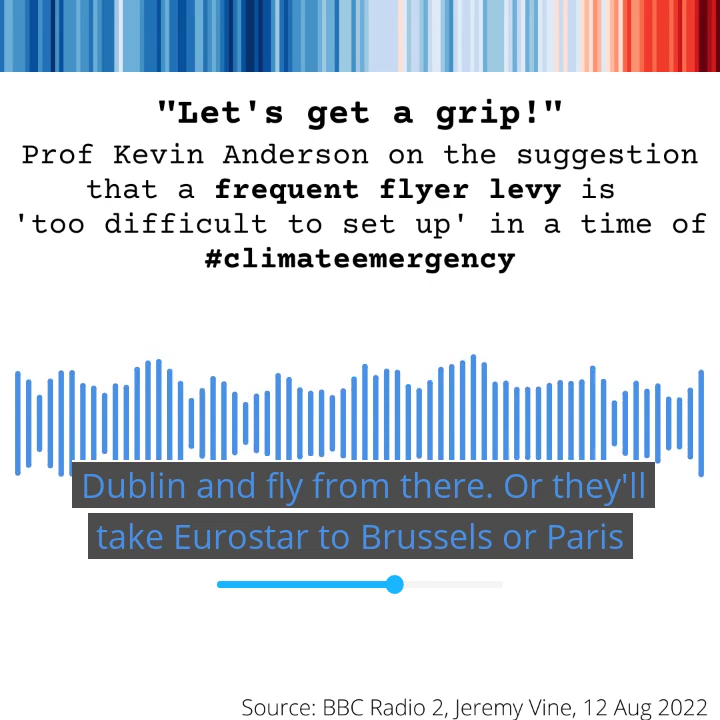 "Let's get a grip!"
Prof Kevin Anderson on the suggestion
that a frequent flyer levy is
'too difficult to set up' in a time of
#climateemergency
Dublin and fly from there. Or they'll
take Eurostar to Brussels or Paris
Source: BBC Radio 2, Jeremy Vine, 12 Aug 2022